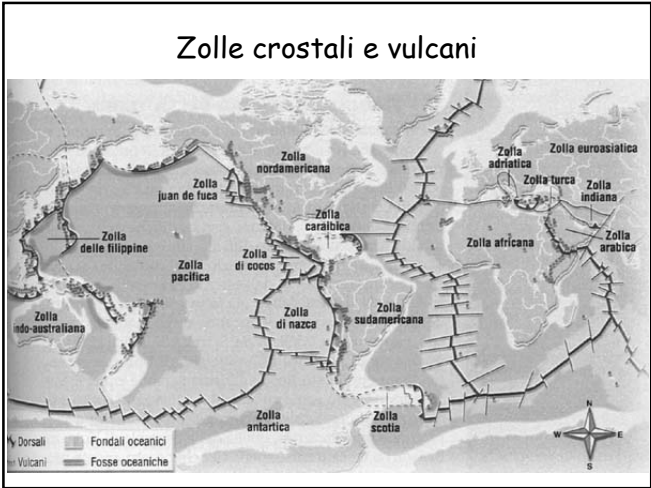 Zolle crostali e vulcani
Zolla
nordamericana
Zolla
juan de fuca
Zolla
adriatica
Zolla euroasiatica
Zolla turca
Zolla
indiana
Zolla
delle filippine
Zolla
pacifica
Zolla
di cocos
Zolla
caraibica
Zolla africana
Zolla
arabica
Zolla
indo-australiana
Zolla
di nazca
Zolla
sudamericana
Zolla
antartica
Zolla
scotia
N
W
E
S
Dorsali
Fondali oceanici
Vulcani
Fosse oceaniche